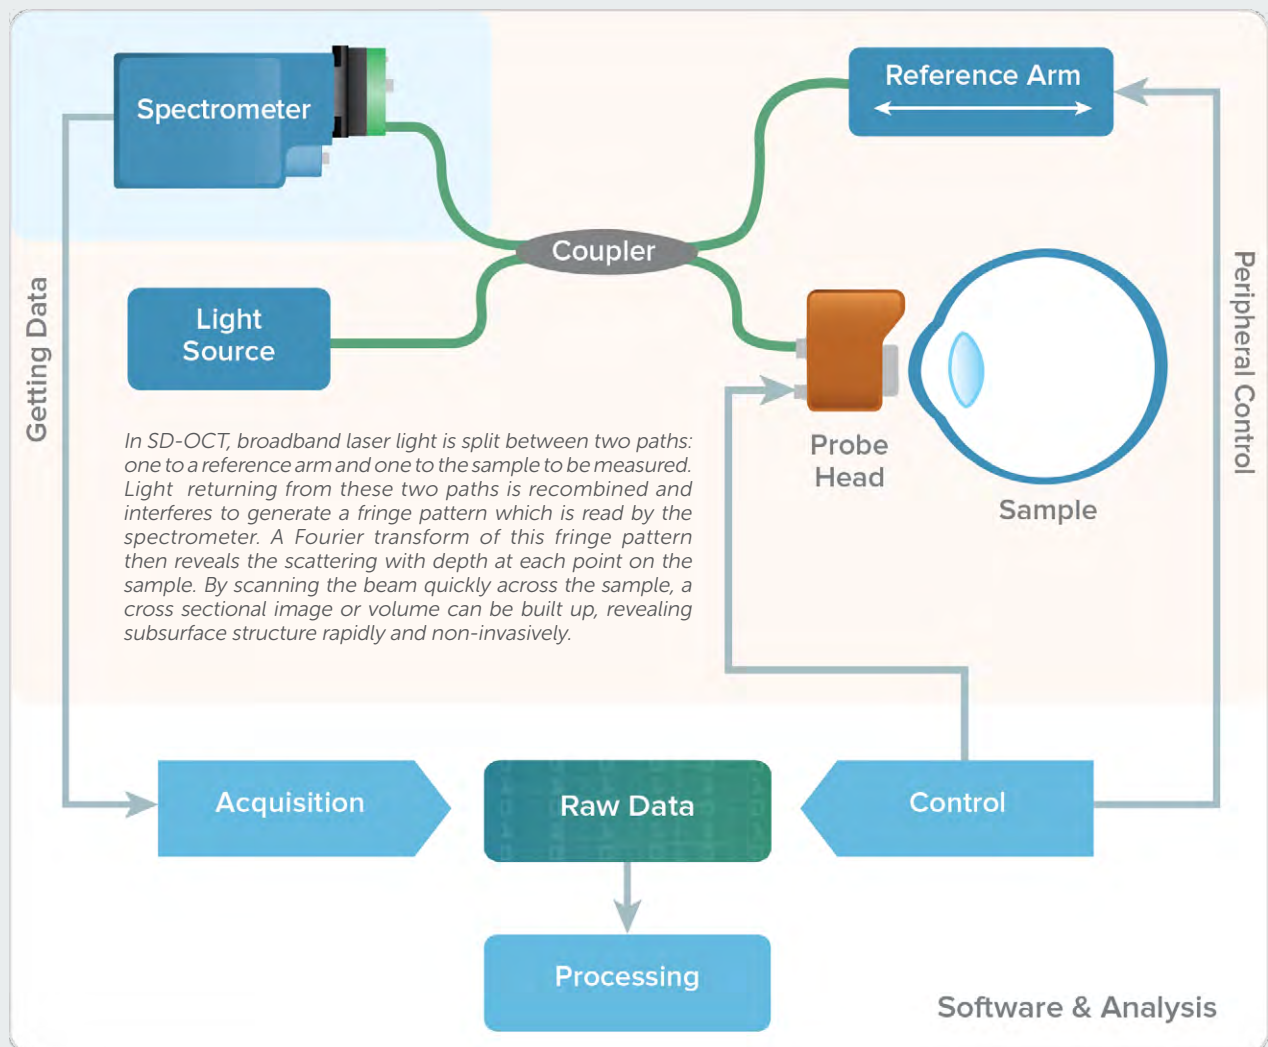 Spectrometer
Reference Arm
Coupler
Light
Source
Getting Data
Peripheral Control
Probe
Head
Sample
In SD-OCT, broadband laser light is split between two paths:
one to a reference arm and one to the sample to be measured.
Light returning from these two paths is recombined and
interferes to generate a fringe pattern which is read by the
spectrometer. A Fourier transform of this fringe pattern
then reveals the scattering with depth at each point on the
sample. By scanning the beam quickly across the sample, a
cross sectional image or volume can be built up, revealing
subsurface structure rapidly and non-invasively.
Acquisition
Raw Data
Control
Processing
Software & Analysis